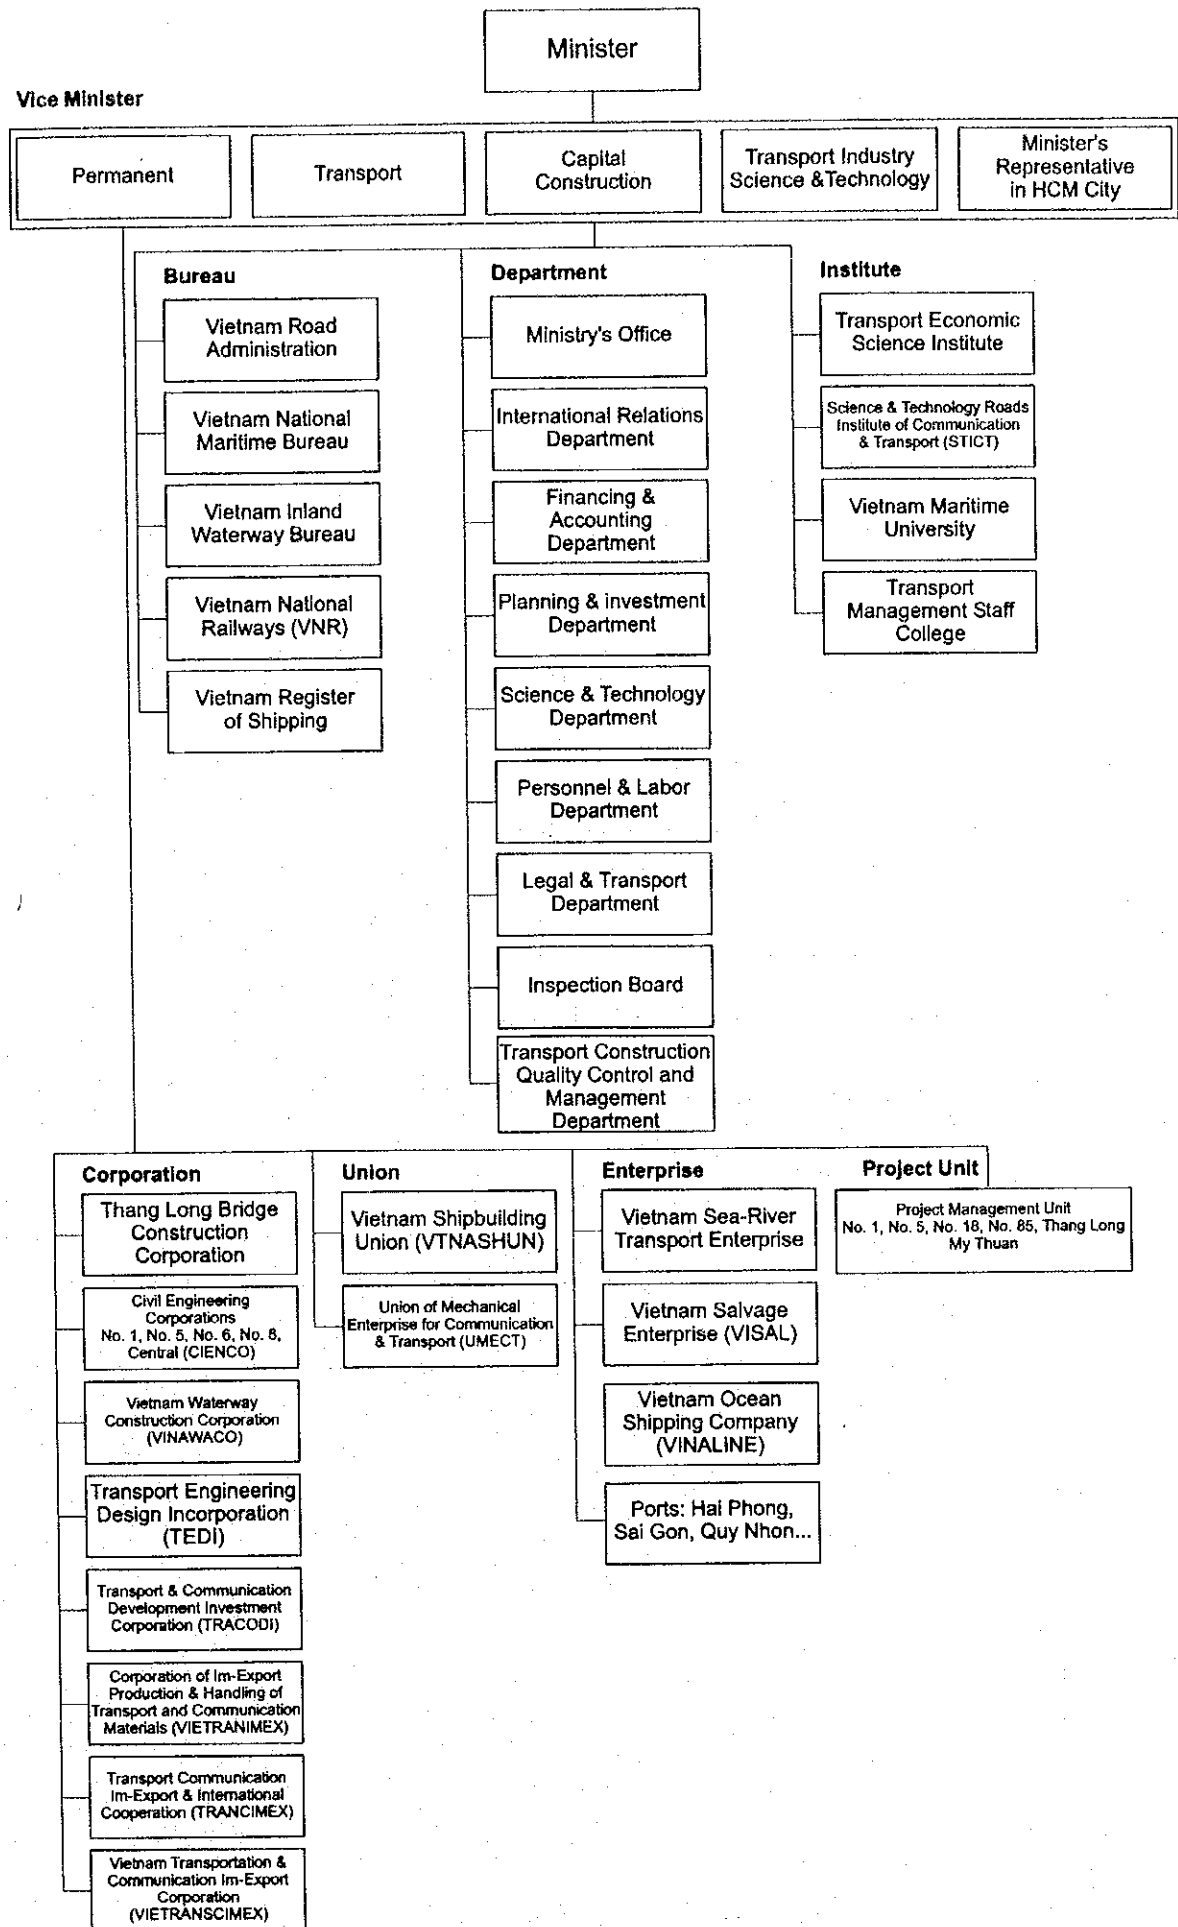 Minister
Vice Minister
Permanent
Transport
Capital
Construction
Transport Industry
Science &Technology
Minister's
Representative
in HCM City
Bureau
Vietnam Road
Administration
Vietnam National
Maritime Bureau
Vietnam Inland
Waterway Bureau
Vietnam National
Railways (VNR)
Vietnam Register
of Shipping
Department
Ministry's Office
International Relations
Department
Financing &
Accounting
Department
Planning & investment
Department
Science & Technology
Department
Personnel & Labor
Department
Legal & Transport
Department
Inspection Board
Transport Construction
Quality Control and
Management
Department
Institute
Transport Economic
Science Institute
Science & Technology Roads
Institute of Communication
& Transport (STICT)
Vietnam Maritime
University
Transport
Management Staff
College
Corporation
Thang Long Bridge
Construction
Corporation
Civil Engineering
Corporations
No. 1, No. 5, No. 6, No. 8,
Central (CIENCO)
Vietnam Waterway
Construction Corporation
(VINAWACO)
Transport Engineering
Design Incorporation
(TEDI)
Transport & Communication
Development Investment
Corporation (TRACODI)
Corporation of Im-Export
Production & Handling of
Transport and Communication
Materials (VIETRANIMEX)
Transport Communication
Im-Export & International
Cooperation (TRANCIMEX)
Vietnam Transportation &
Communication Im-Export
Corporation
(VIETRANSCIMEX)
Union
Vietnam Shipbuilding
Union (VTNASHUN)
Union of Mechanical
Enterprise for Communication
& Transport (UMECT)
Enterprise
Vietnam Sea-River
Transport Enterprise
Vietnam Salvage
Enterprise (VISAL)
Vietnam Ocean
Shipping Company
(VINALINE)
Ports: Hai Phong,
Sai Gon, Quy Nhon...
Project Unit
Project Management Unit
No. 1, No. 5, No. 18, No. 85, Thang Long
My Thuan